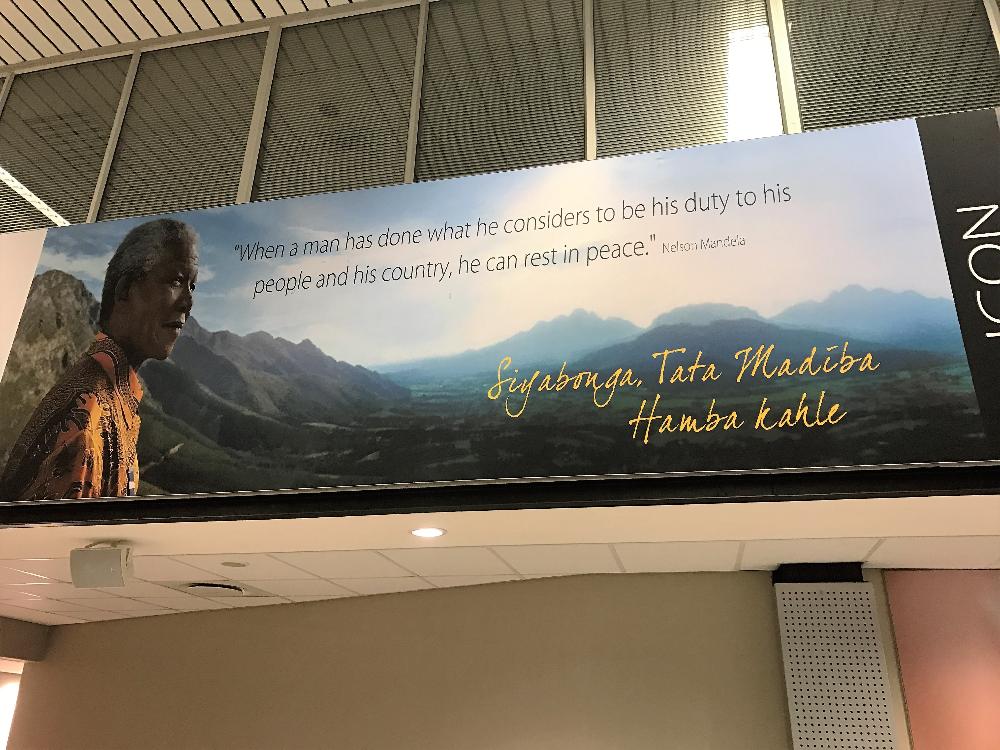 "When a man has done what he considers to be his duty to his
people and his country, he can rest in peace." Nelson Mandela
Siyabonga, Tata Madiba
Hamba kahle